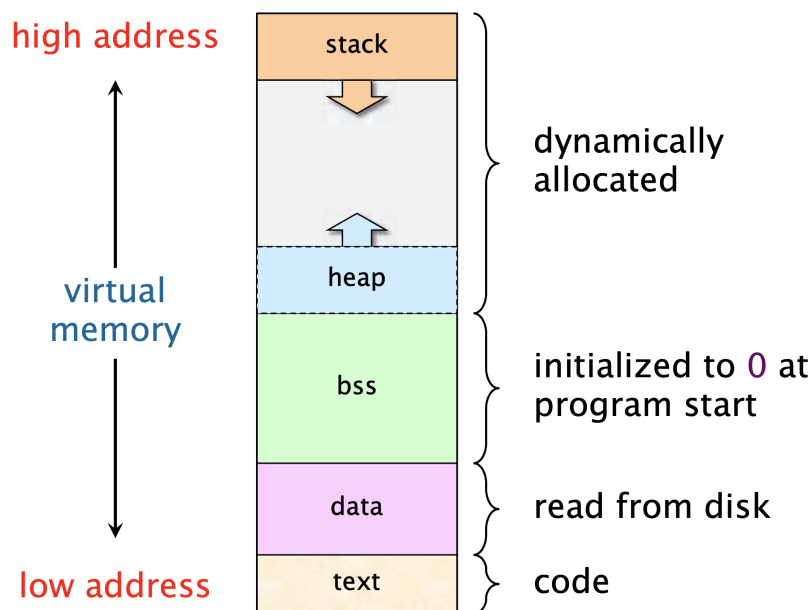 high address
stack
dynamically
allocated
heap
virtual
memory
initialized to 0 at
program start
bss
data
read from disk
low address
text
code